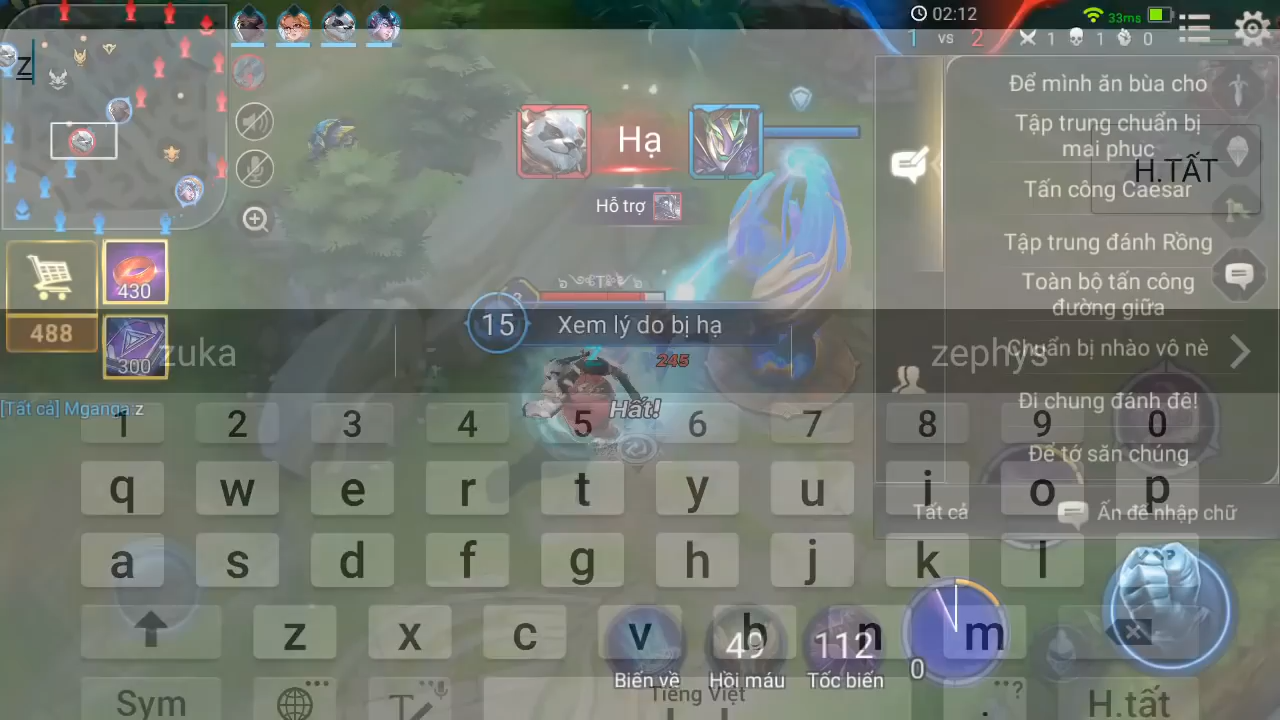 02:12
33ms
1 vs 2
1 1 0
z
Hạ
Hỗ trợ
430
488
300
Để mình ăn bùa cho
Tập trung chuẩn bị
mai phục
H.TẤT
Tấn công Caesar
Tập trung đánh Rồng
Toàn bộ tấn công
đường giữa
Chuẩn bị nhào vô nè
Đi chung đánh đê!
Để tớ săn chúng
Tất cả
Ấn để nhập chữ
15 Xem lý do bị hạ
zuka
zephys
245
Hất!
[Tất cả] Mganga z
1 2 3 4 5 6 7 8 9 0
q w e r t y u i o p
a s d f g h j k l
z x c v b n m
49 112 0
Biến về Hồi máu Tốc biến
Sym Tiếng Việt . ? H.tất